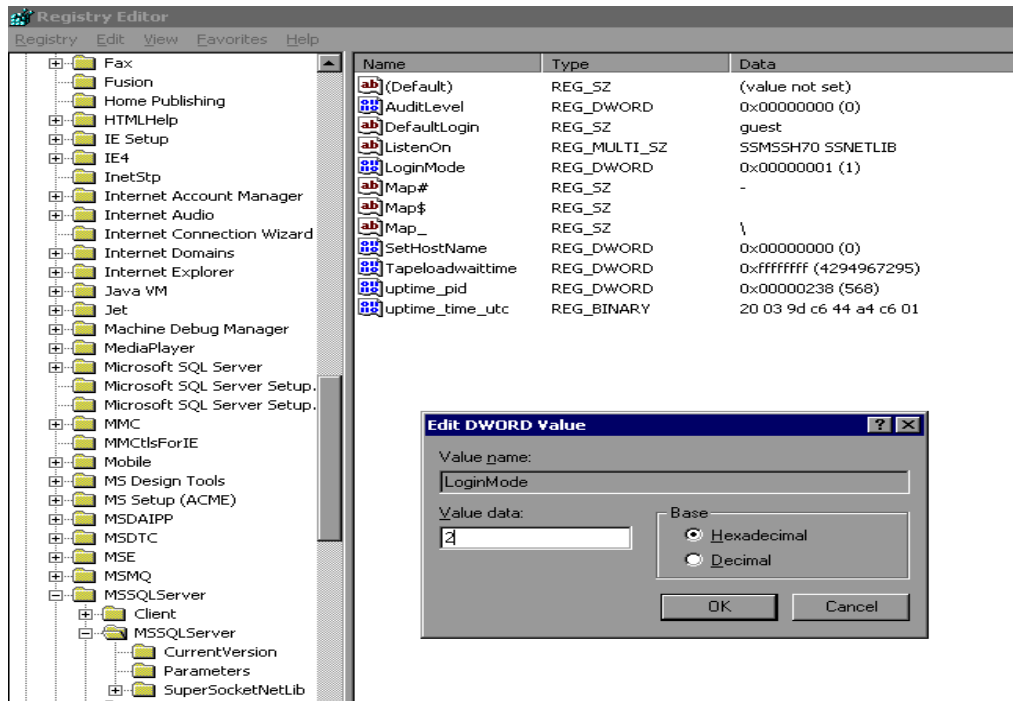 Registry Editor
Registry Edit View Favorites Help
Fax
Fusion
Home Publishing
HTMLHelp
IE Setup
IE4
InetStp
Internet Account Manager
Internet Audio
Internet Connection Wizard
Internet Domains
Internet Explorer
Java VM
Jet
Machine Debug Manager
MediaPlayer
Microsoft SQL Server
Microsoft SQL Server Setup.
Microsoft SQL Server Setup.
MMC
MMCtlsForIE
Mobile
MS Design Tools
MS Setup (ACME)
MSDAIPP
MSDTC
MSE
MSMQ
MSSQLServer
Client
MSSQLServer
CurrentVersion
Parameters
SuperSocketNetLib
Name Type Data
(Default) REG_SZ (value not set)
AuditLevel REG_DWORD 0x00000000 (0)
DefaultLogin REG_SZ guest
ListenOn REG_MULTI_SZ SSMSSH70 SSNETLIB
LoginMode REG_DWORD 0x00000001 (1)
Map# REG_SZ -
Map$ REG_SZ
Map_ REG_SZ \
SetHostName REG_DWORD 0x00000000 (0)
Tapeloadwaittime REG_DWORD 0xffffffff (4294967295)
uptime_pid REG_DWORD 0x00000238 (568)
uptime_time_utc REG_BINARY 20 03 9d c6 44 a4 c6 01
Edit DWORD Value
Value name:
LoginMode
Value data:
2
Base
Hexadecimal
Decimal
OK Cancel